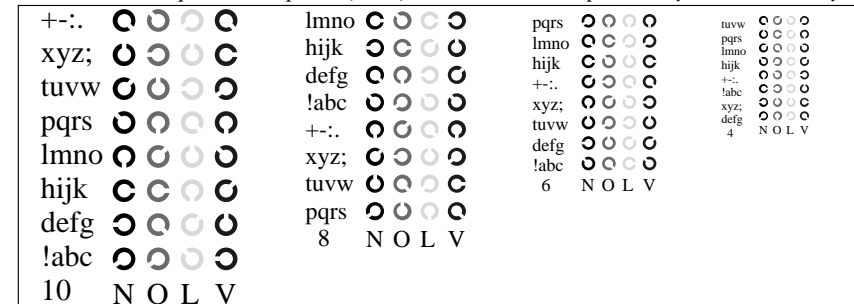 +-:.
xyz;
tuvw
pqrs
lmno
hijk
defg
!abc
10 N O L V
lmno
hijk
defg
!abc
+-:.
xyz;
tuvw
pqrs
8 N O L V
pqrs
lmno
hijk
+-:.
xyz;
tuvw
defg
!abc
6 N O L V
tuvw
pqrs
lmno
hijk
+-:.
!abc
xyz;
defg
4 N O L V